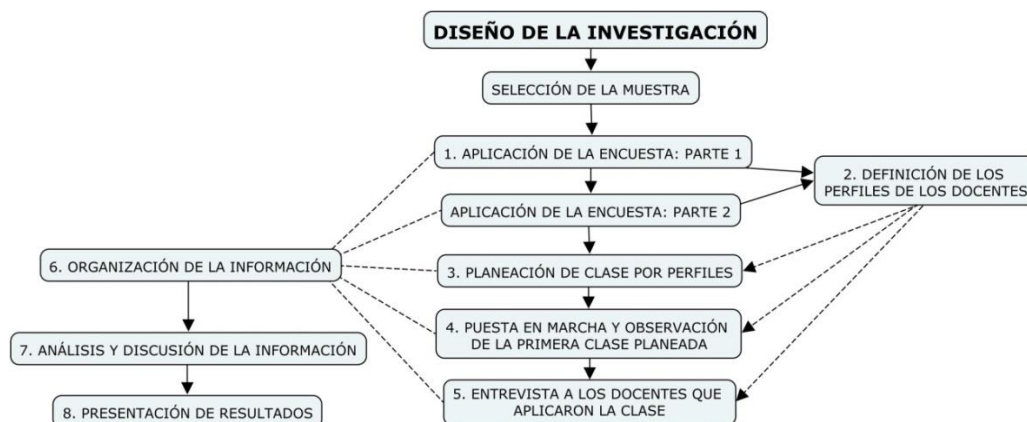 DISEÑO DE LA INVESTIGACIÓN
SELECCIÓN DE LA MUESTRA
1. APLICACIÓN DE LA ENCUESTA: PARTE 1
2. DEFINICIÓN DE LOS
PERFILES DE LOS DOCENTES
APLICACIÓN DE LA ENCUESTA: PARTE 2
3. PLANEACIÓN DE CLASE POR PERFILES
4. PUESTA EN MARCHA Y OBSERVACIÓN
DE LA PRIMERA CLASE PLANEADA
5. ENTREVISTA A LOS DOCENTES QUE
APLICARON LA CLASE
6. ORGANIZACIÓN DE LA INFORMACIÓN
7. ANÁLISIS Y DISCUSIÓN DE LA INFORMACIÓN
8. PRESENTACIÓN DE RESULTADOS